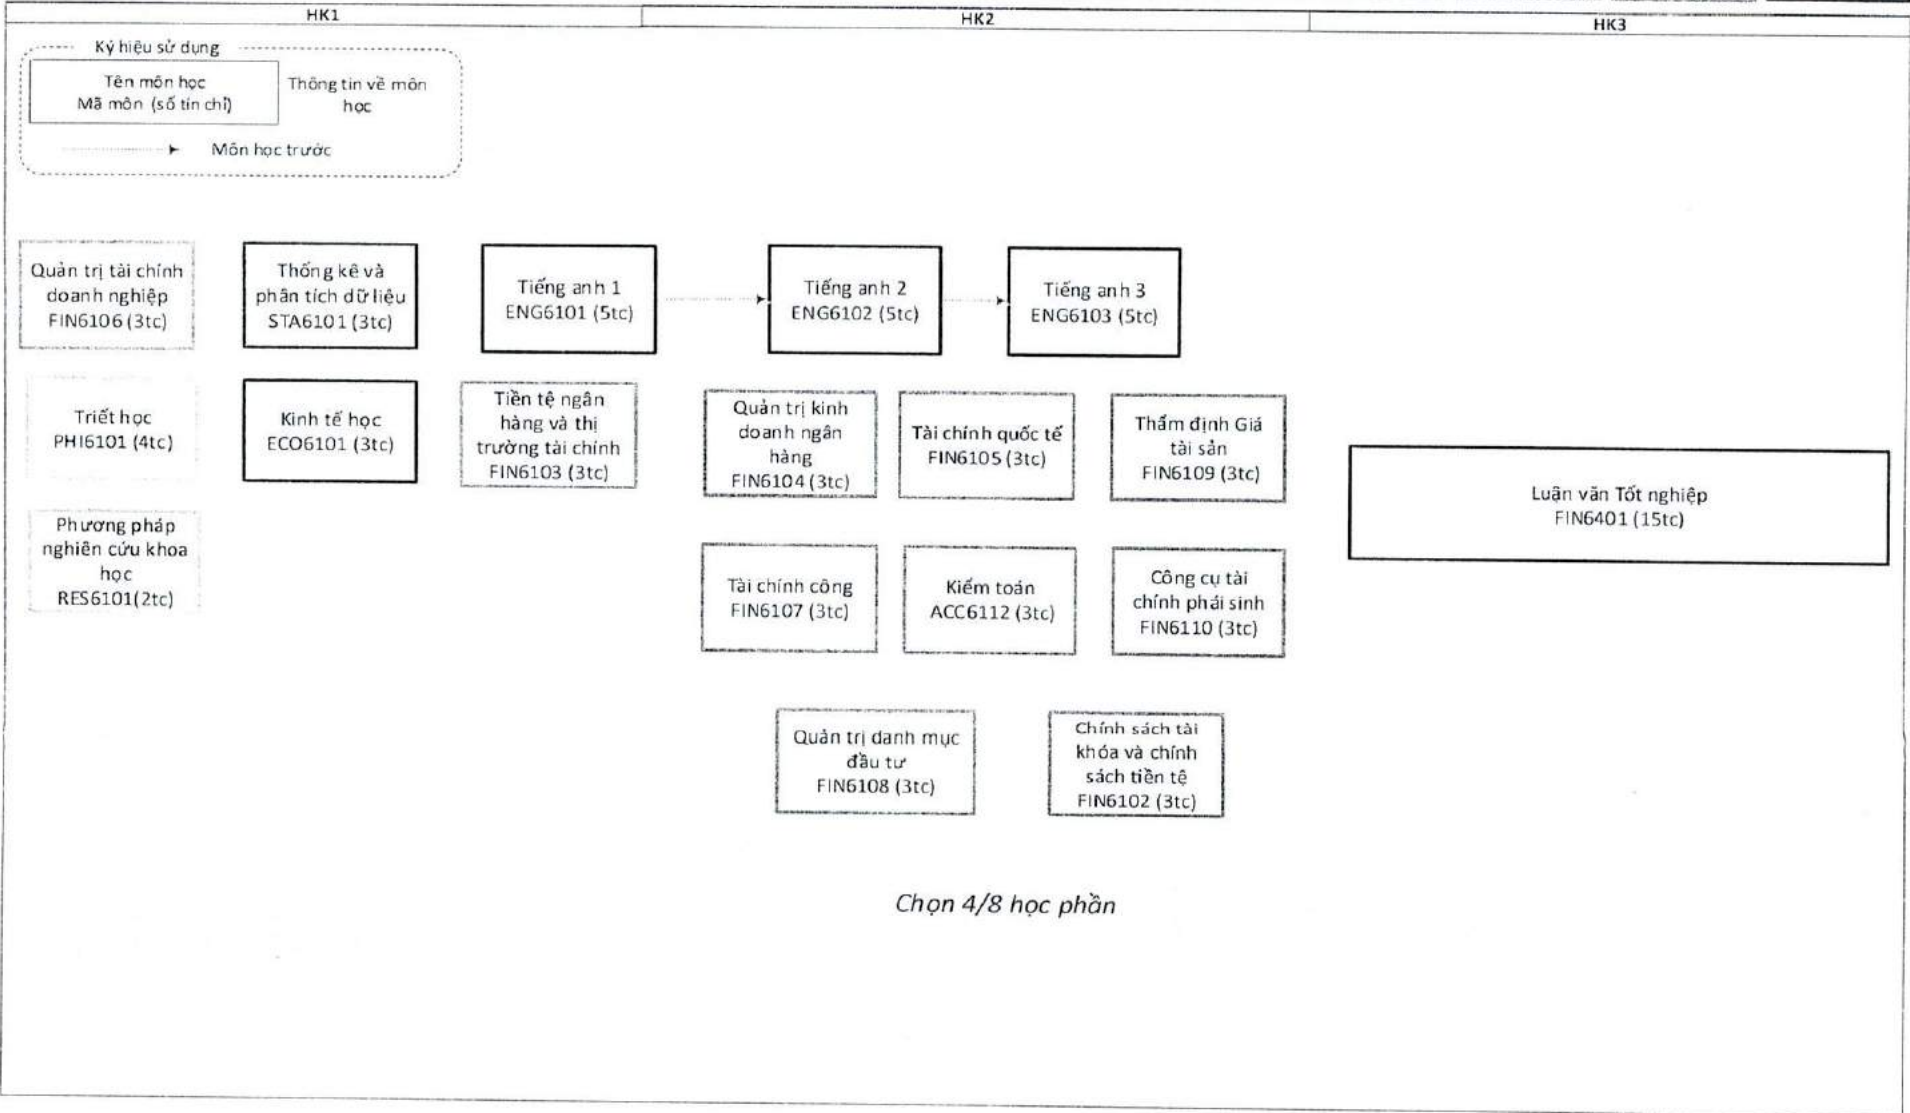 HK1
HK2
HK3
Ký hiệu sử dụng
Tên môn học
Mã môn (số tín chỉ)
Thông tin về môn
học
Môn học trước
Quản trị tài chính
doanh nghiệp
FIN6106 (3tc)
Thống kê và
phân tích dữ liệu
STA6101 (3tc)
Tiếng anh 1
ENG6101 (5tc)
Tiếng anh 2
ENG6102 (5tc)
Tiếng anh 3
ENG6103 (5tc)
Triết học
PHI6101 (4tc)
Kinh tế học
ECO6101 (3tc)
Tiền tệ ngân
hàng và thị
trường tài chính
FIN6103 (3tc)
Quản trị kinh
doanh ngân
hàng
FIN6104 (3tc)
Tài chính quốc tế
FIN6105 (3tc)
Thẩm định Giá
tài sản
FIN6109 (3tc)
Luận văn Tốt nghiệp
FIN6401 (15tc)
Phương pháp
nghiên cứu khoa
học
RES6101(2tc)
Tài chính công
FIN6107 (3tc)
Kiểm toán
ACC6112 (3tc)
Công cụ tài
chính phái sinh
FIN6110 (3tc)
Quản trị danh mục
đầu tư
FIN6108 (3tc)
Chính sách tài
khóa và chính
sách tiền tệ
FIN6102 (3tc)
Chọn 4/8 học phần